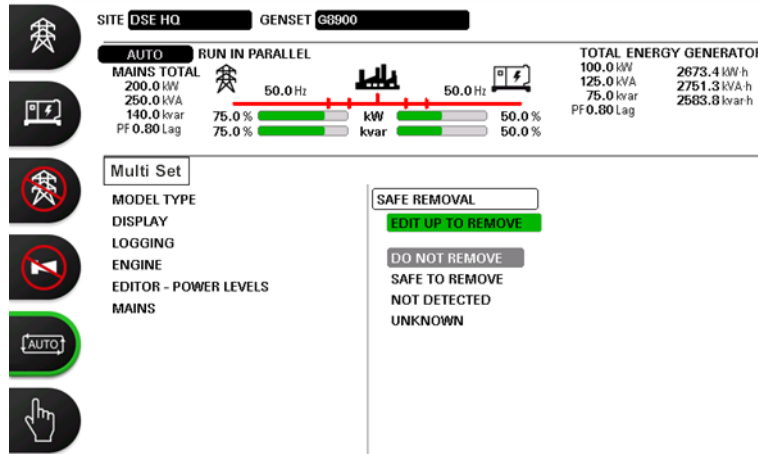 SITE DSE HQ GENSET G8900
AUTO RUN IN PARALLEL
TOTAL ENERGY GENERATOR
MAINS TOTAL
200.0 kW
250.0 kVA
140.0 kvar
PF 0.80 Lag
50.0 Hz
50.0 Hz
75.0 % kW 50.0 %
75.0 % kvar 50.0 %
100.0 kW 2673.4 kW·h
125.0 kVA 2751.3 kVA·h
75.0 kvar 2583.8 kvar·h
PF 0.80 Lag
Multi Set
MODEL TYPE
DISPLAY
LOGGING
ENGINE
EDITOR - POWER LEVELS
MAINS
SAFE REMOVAL
EDIT UP TO REMOVE
DO NOT REMOVE
SAFE TO REMOVE
NOT DETECTED
UNKNOWN
AUTO